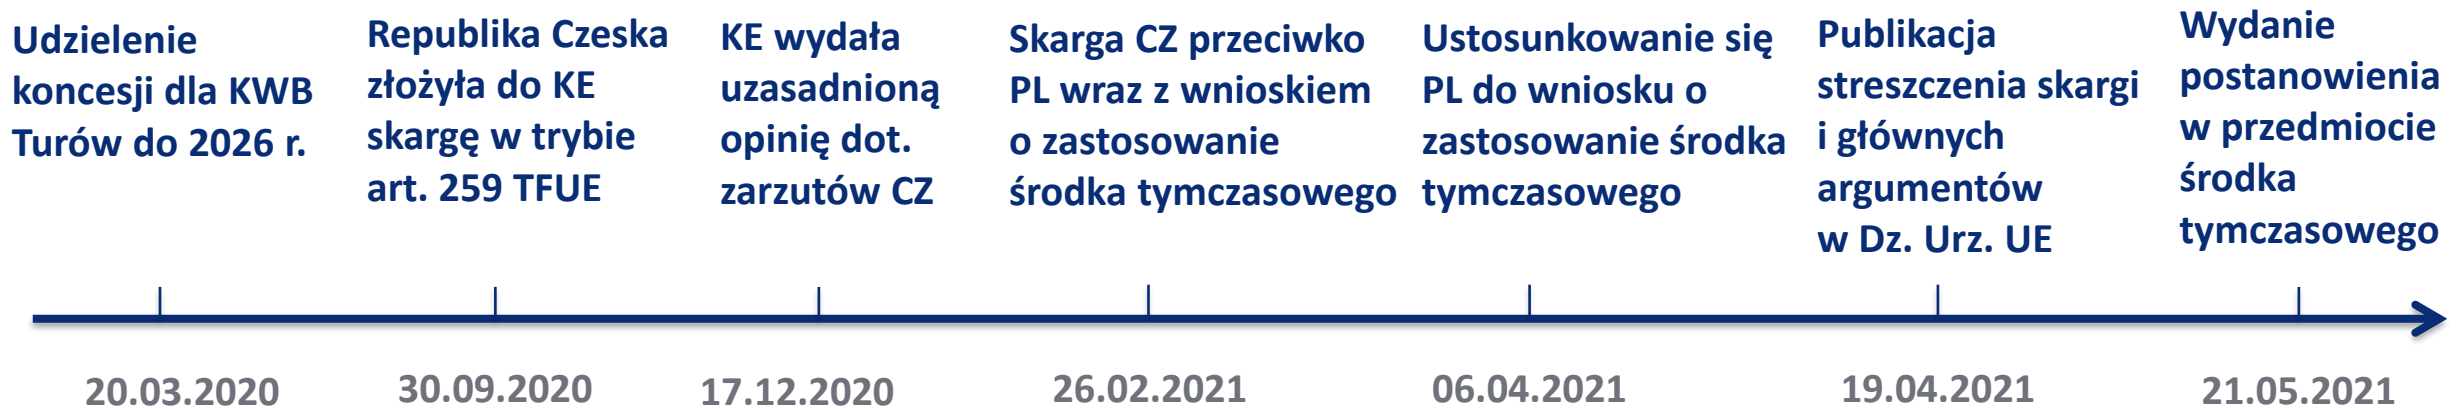 Udzielenie
koncesji dla KWB
Turów do 2026 r.
Republika Czeska
złożyła do KE
skargę w trybie
art. 259 TFUE
KE wydała
uzasadnioną
opinię dot.
zarzutów CZ
Skarga CZ przeciwko
PL wraz z wnioskiem
o zastosowanie
środka tymczasowego
Ustosunkowanie się
PL do wniosku o
zastosowanie środka
tymczasowego
Publikacja
streszczenia skargi
i głównych
argumentów
w Dz. Urz. UE
Wydanie
postanowienia
w przedmiocie
środka
tymczasowego
20.03.2020
30.09.2020
17.12.2020
26.02.2021
06.04.2021
19.04.2021
21.05.2021